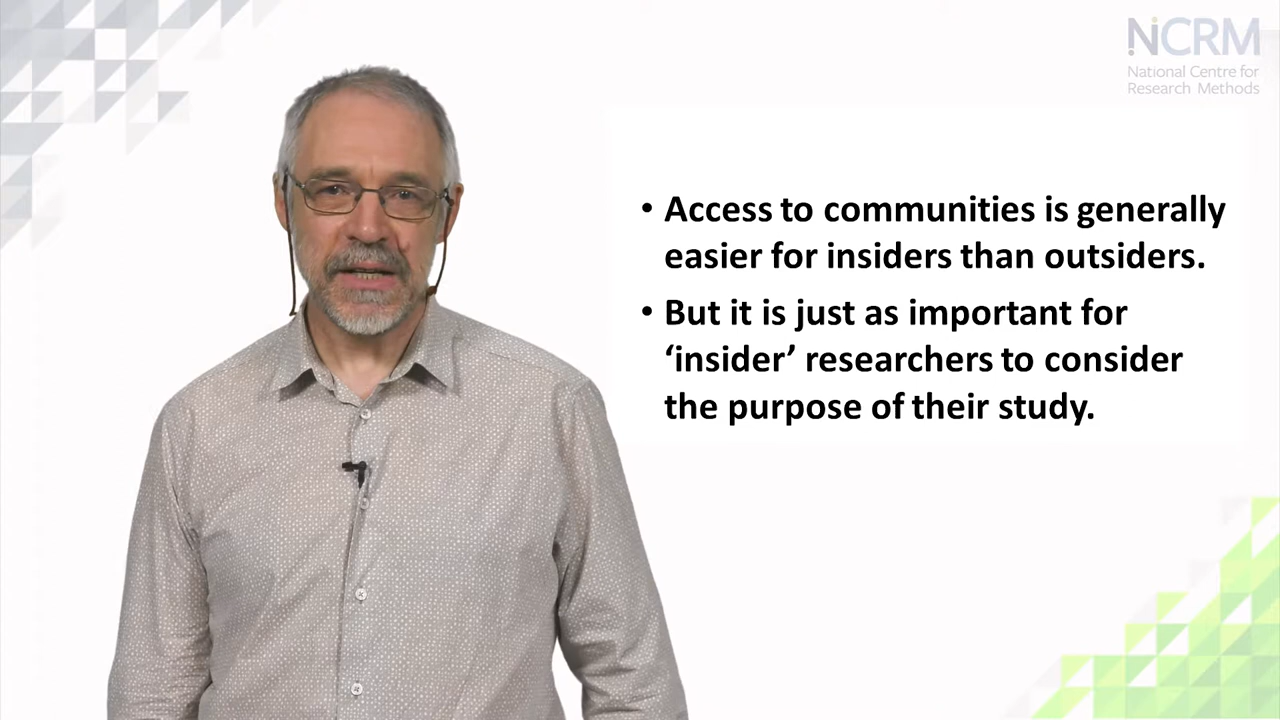 NCRM
National Centre for
Research Methods
• Access to communities is generally
easier for insiders than outsiders.
• But it is just as important for
‘insider’ researchers to consider
the purpose of their study.